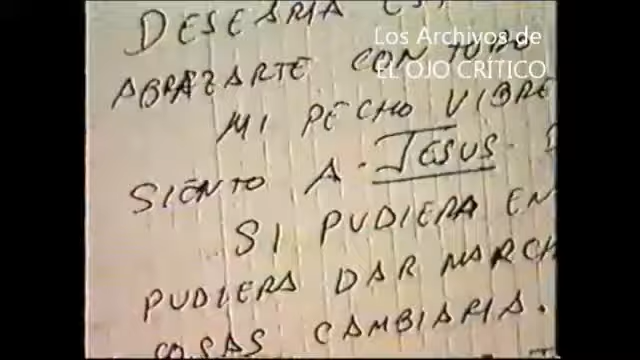 DESEARIA
ABRAZARTE CON TODO
MI PECHO VIBRE
SIENTO A · JESUS ·
SI PUDIERA EN
PUDIERA DAR MARCH
COSAS CAMBIARIA.
Los Archivos de
EL OJO CRÍTICO